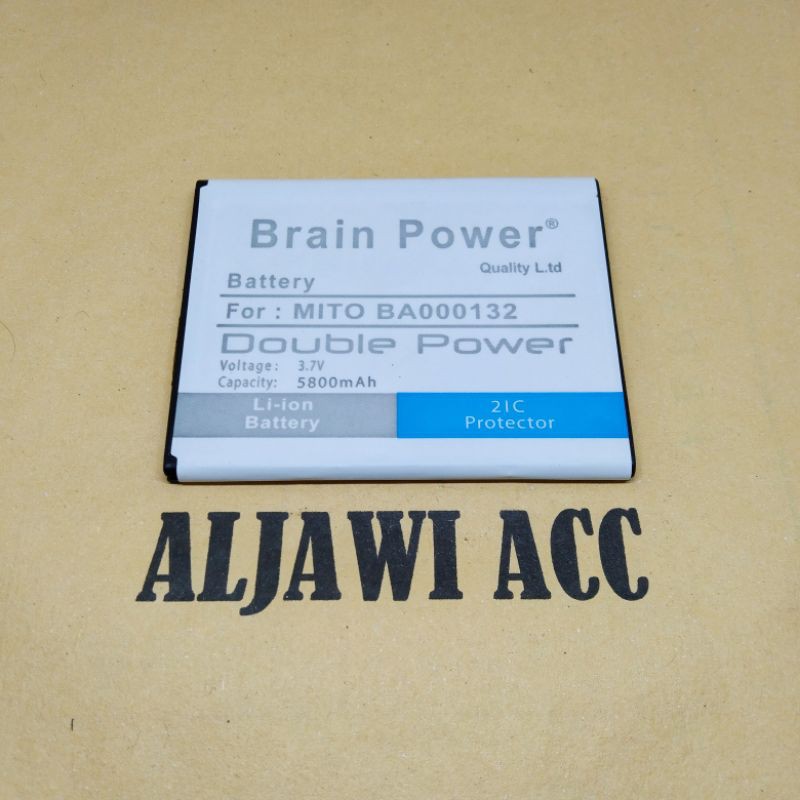 Brain Power®
Quality L.td
Battery
For : MITO BA000132
Double Power
Voltage : 3.7V
Capacity: 5800mAh
Li-ion
Battery
2IC
Protector
ALJAWI ACC